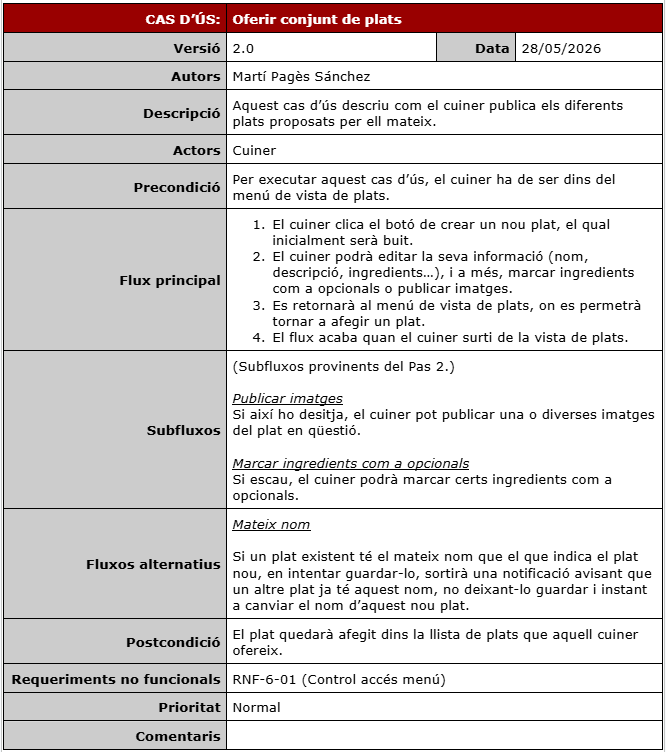 CAS D’ÚS: Oferir conjunt de plats
Versió 2.0 Data 28/05/2026
Autors Martí Pagès Sánchez
Descripció
Aquest cas d’ús descriu com el cuiner publica els diferents
plats proposats per ell mateix.
Actors Cuiner
Precondició
Per executar aquest cas d’ús, el cuiner ha de ser dins del
menú de vista de plats.
Flux principal
1. El cuiner clica el botó de crear un nou plat, el qual
inicialment serà buit.
2. El cuiner podrà editar la seva informació (nom,
descripció, ingredients…), i a més, marcar ingredients
com a opcionals o publicar imatges.
3. Es retornarà al menú de vista de plats, on es permetrà
tornar a afegir un plat.
4. El flux acaba quan el cuiner surti de la vista de plats.
Subfluxos
(Subfluxos provinents del Pas 2.)
Publicar imatges
Si així ho desitja, el cuiner pot publicar una o diverses imatges
del plat en qüestió.
Marcar ingredients com a opcionals
Si escau, el cuiner podrà marcar certs ingredients com a
opcionals.
Fluxos alternatius
Mateix nom
Si un plat existent té el mateix nom que el que indica el plat
nou, en intentar guardar-lo, sortirà una notificació avisant que
un altre plat ja té aquest nom, no deixant-lo guardar i instant
a canviar el nom d’aquest nou plat.
Postcondició
El plat quedarà afegit dins la llista de plats que aquell cuiner
ofereix.
Requeriments no funcionals RNF-6-01 (Control accés menú)
Prioritat Normal
Comentaris